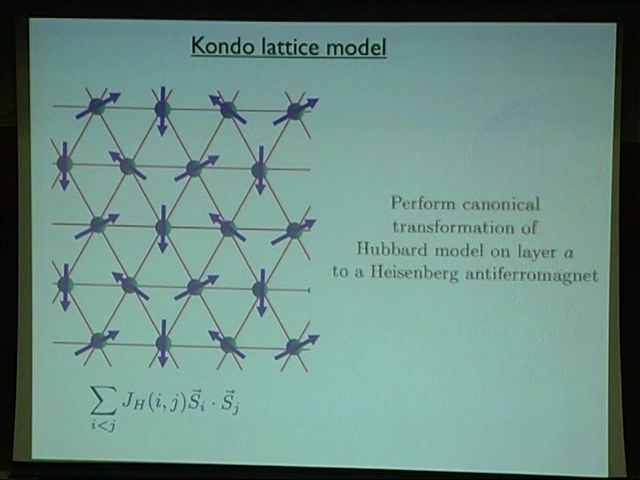 Kondo lattice model
Perform canonical
transformation of
Hubbard model on layer a
to a Heisenberg antiferromagnet
∑_{i<j} J_H(i, j) S⃗_i · S⃗_j